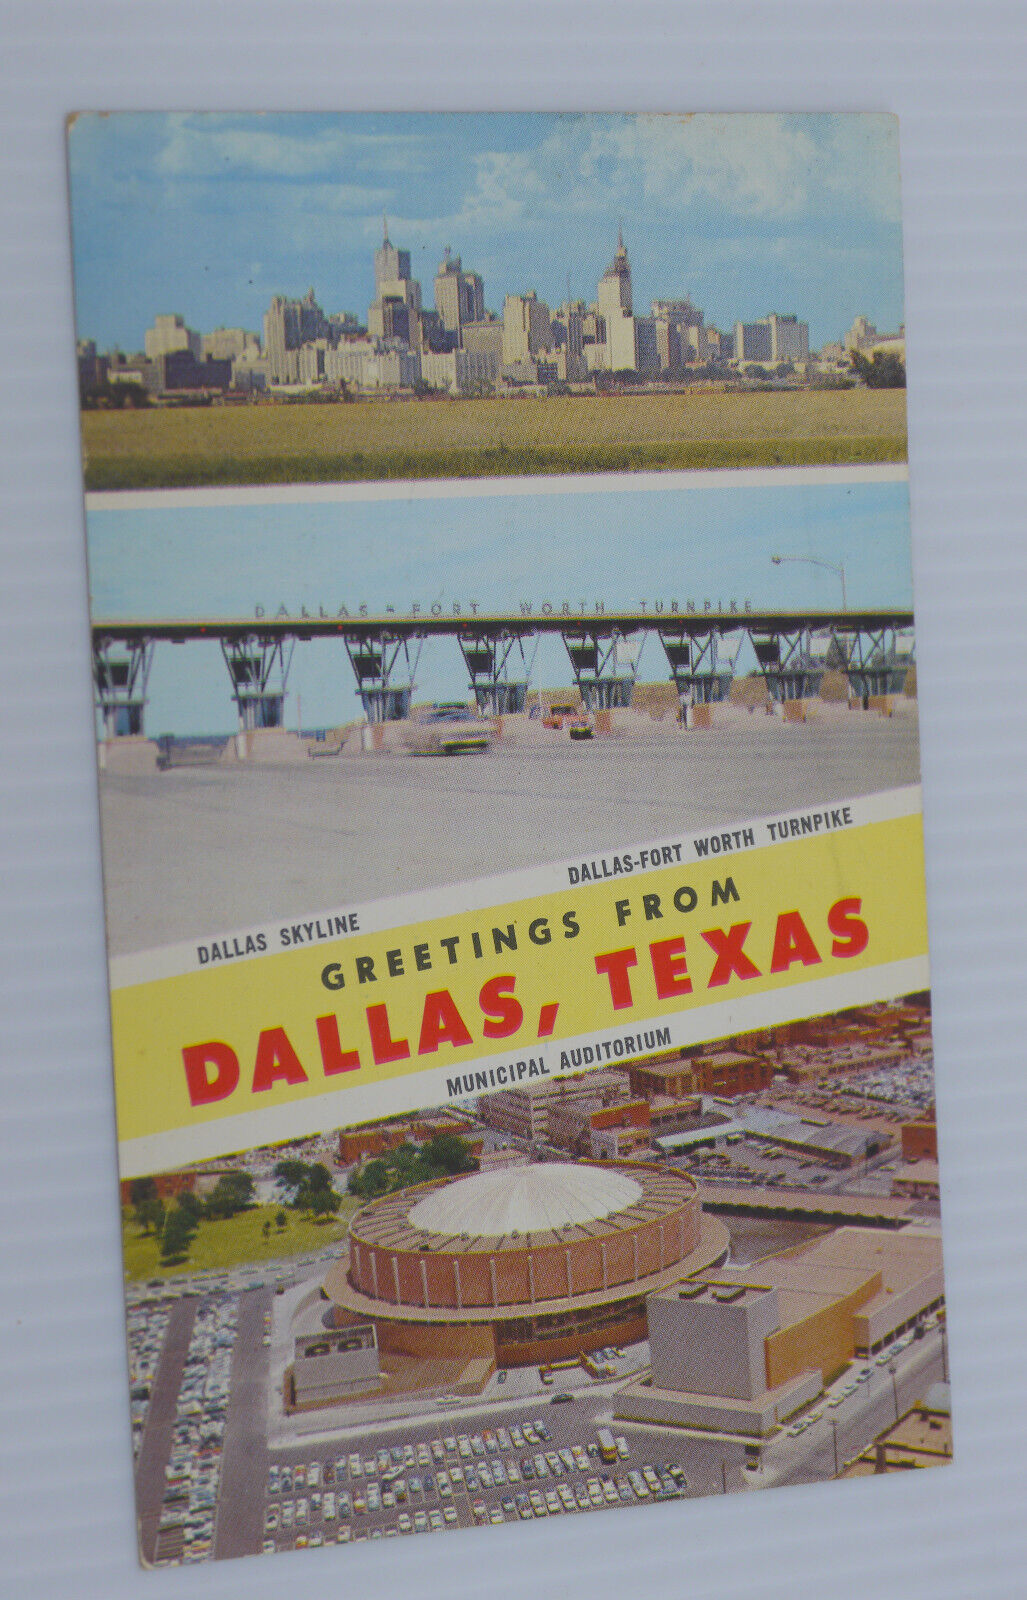 DALLAS - FORT WORTH TURNPIKE
DALLAS SKYLINE
DALLAS-FORT WORTH TURNPIKE
GREETINGS FROM
DALLAS, TEXAS
MUNICIPAL AUDITORIUM